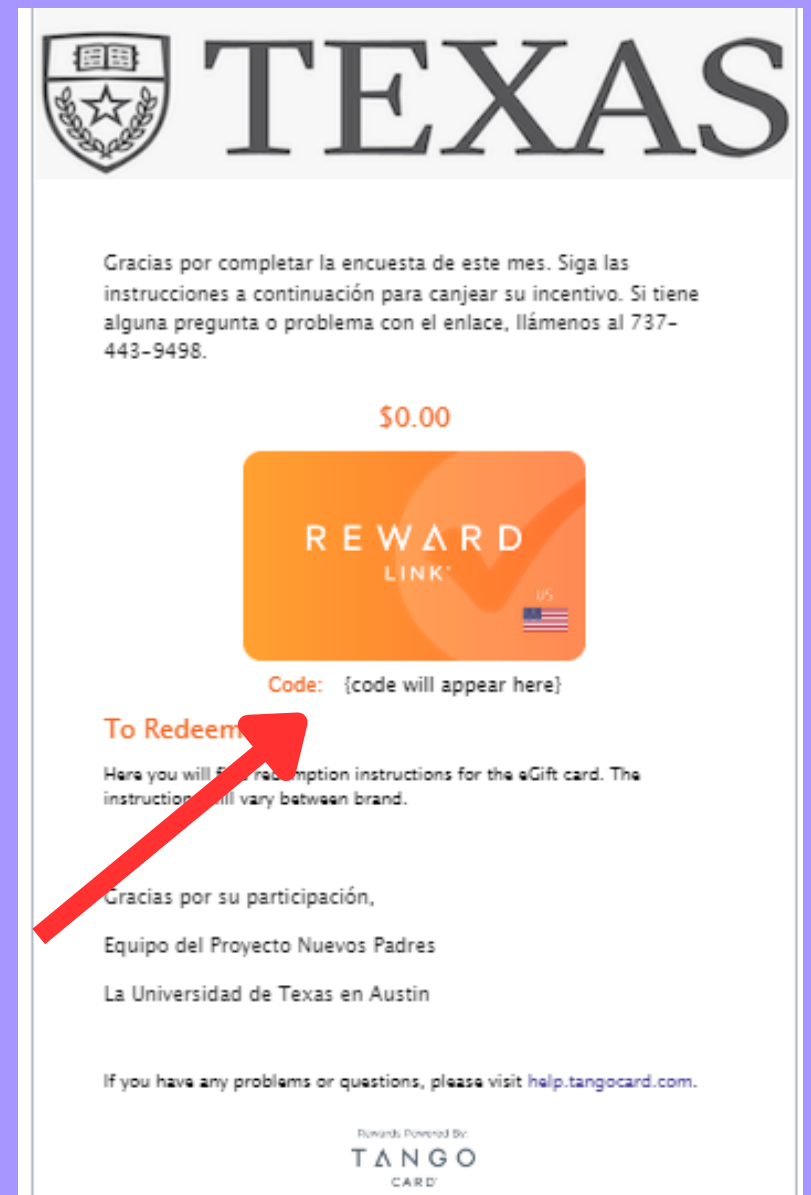 TEXAS
Gracias por completar la encuesta de este mes. Siga las
instrucciones a continuación para canjear su incentivo. Si tiene
alguna pregunta o problema con el enlace, llámenos al 737-
443-9498.
$0.00
REWARD
LINK
US
Code: {code will appear here}
To Redeem
Here you will redemption instructions for the eGift card. The
vary between brand.
Gracias por su participación,
Equipo del Proyecto Nuevos Padres
La Universidad de Texas en Austin
If you have any problems or questions, please visit help.tangocard.com.
Rewards Powered By:
TANGO
CARD